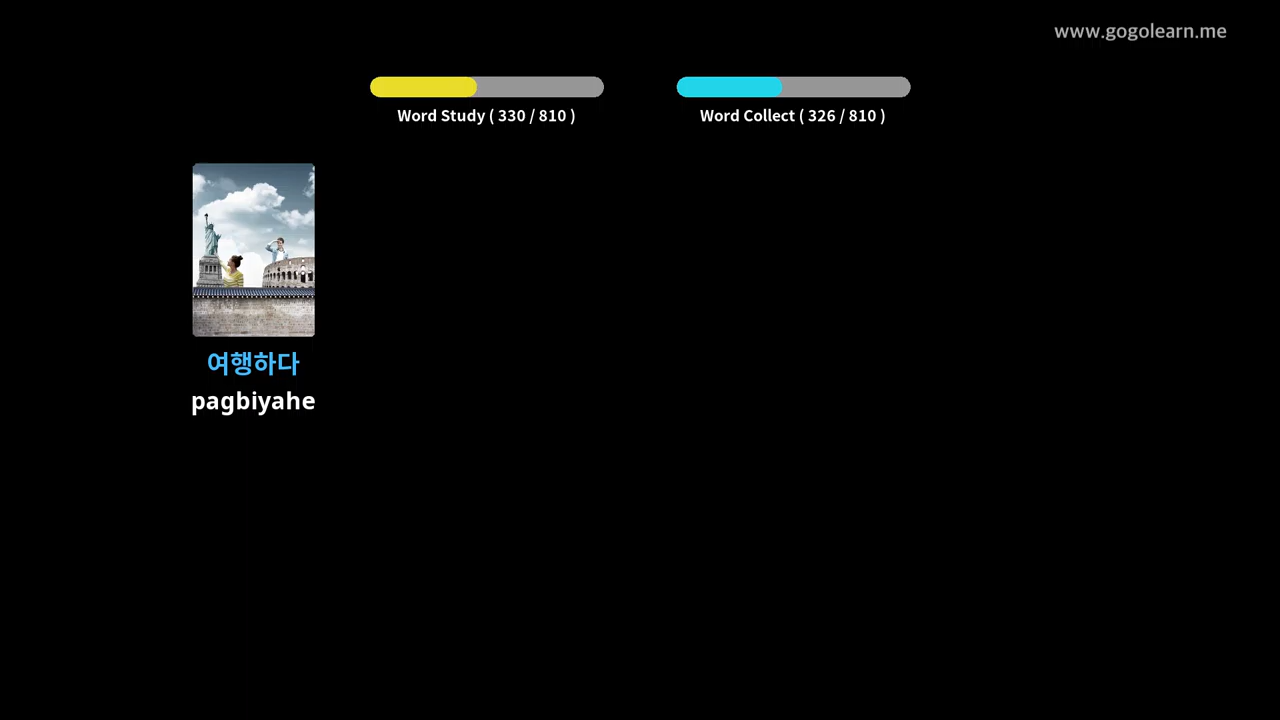 www.gogolearn.me
Word Study ( 330 / 810 )
Word Collect ( 326 / 810 )
여행하다
pagbiyahe